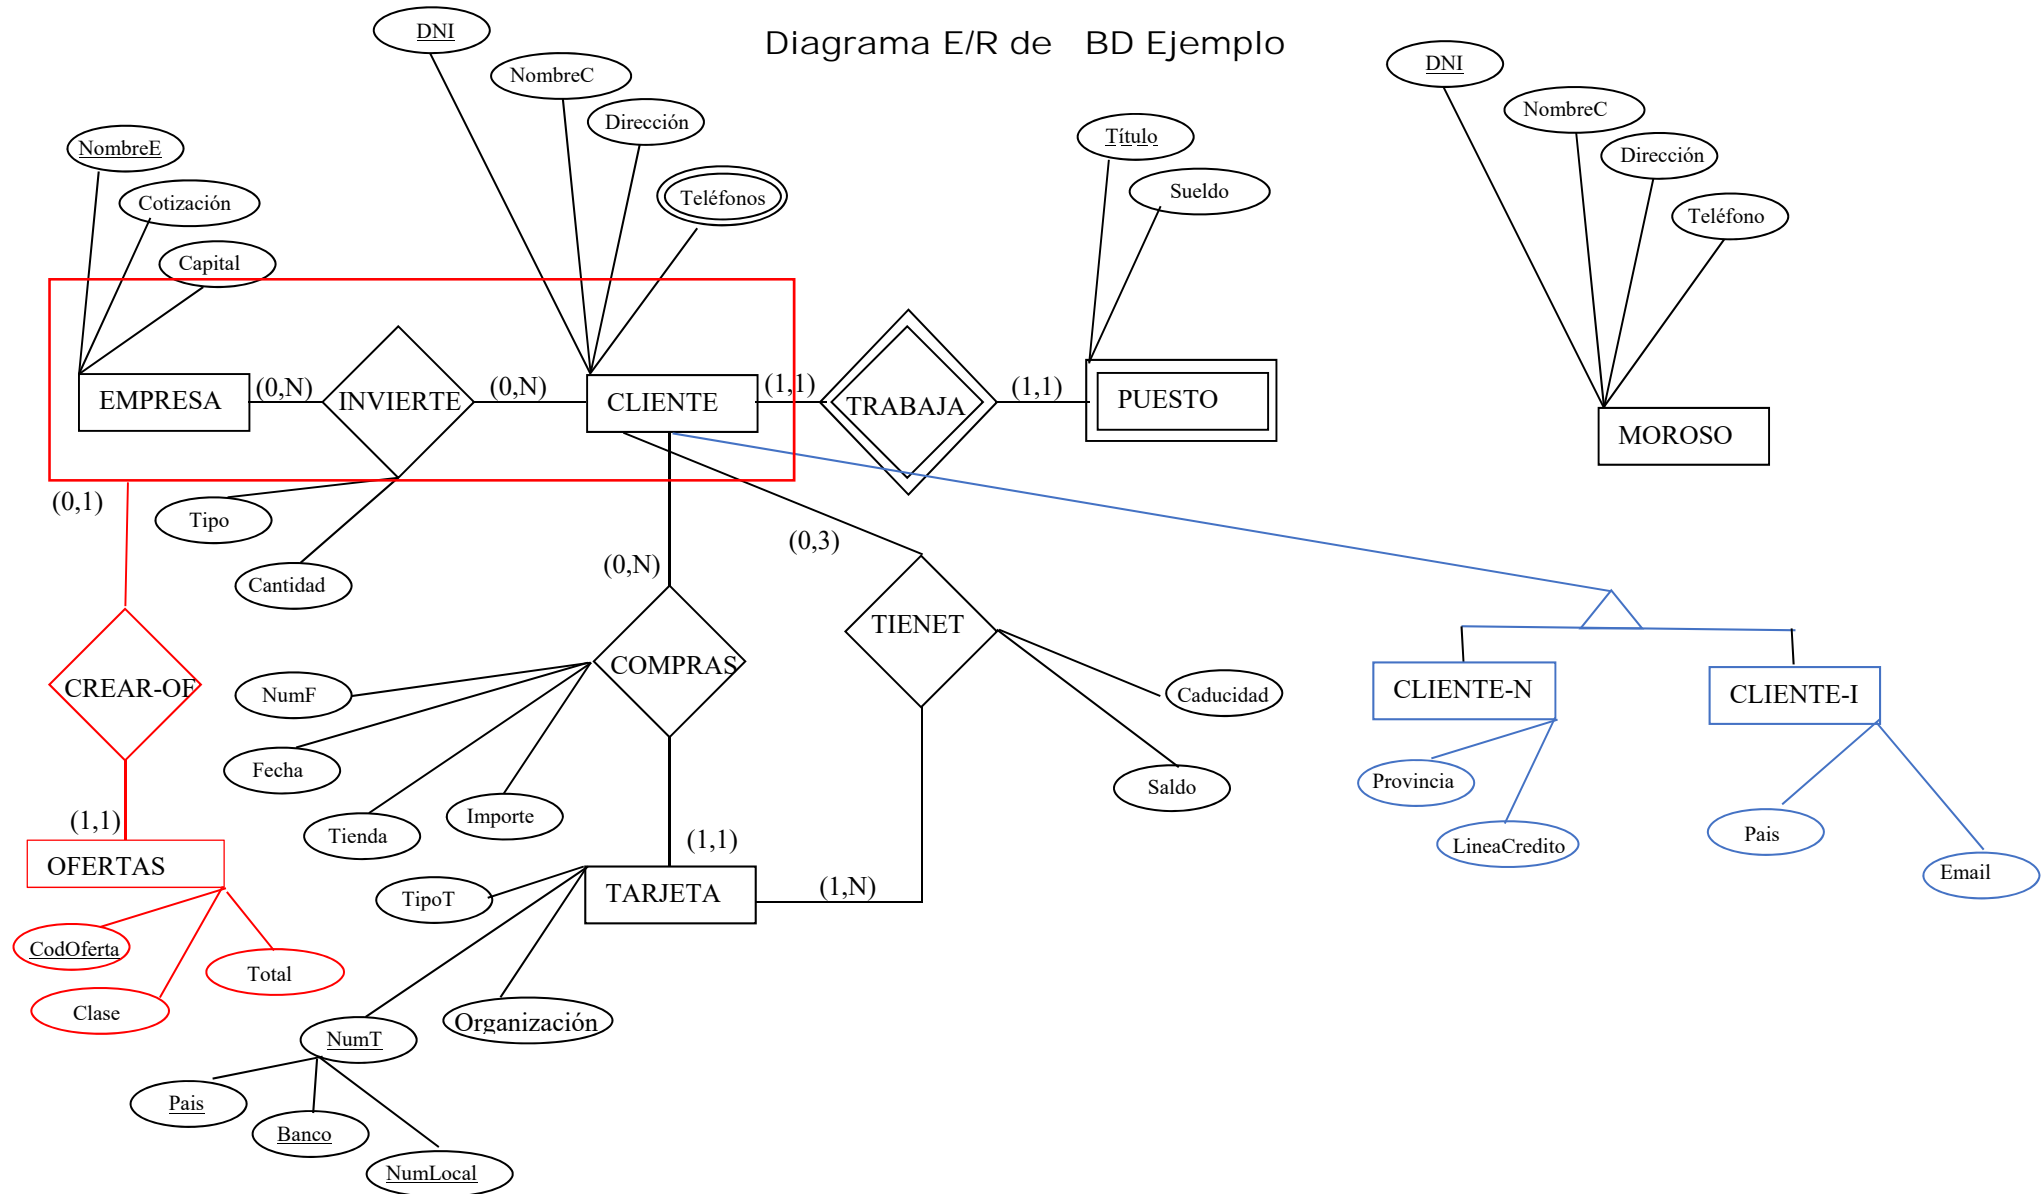 Diagrama E/R de BD Ejemplo
DNI
NombreC
Dirección
Teléfonos
NombreE
Cotización
Capital
Título
Sueldo
DNI
NombreC
Dirección
Teléfono
EMPRESA
(0,N)
INVIERTE
(0,N)
CLIENTE
(1,1)
TRABAJA
(1,1)
PUESTO
MOROSO
(0,1)
Tipo
Cantidad
(0,N)
(0,3)
TIENET
COMPRAS
CREAR-OF
NumF
Fecha
Tienda
Importe
Caducidad
Saldo
CLIENTE-N
CLIENTE-I
Provincia
LineaCredito
Pais
Email
(1,1)
OFERTAS
CodOferta
Clase
Total
(1,1)
TARJETA
(1,N)
TipoT
NumT
Organización
Pais
Banco
NumLocal